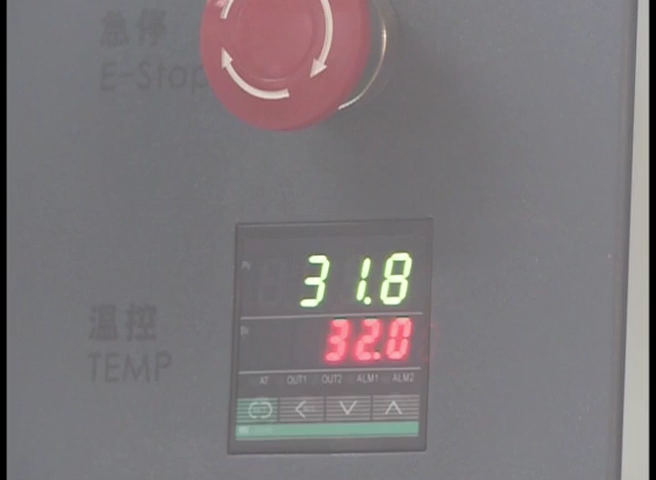 急停
E-Stop
31.8
温控
TEMP
32.0
AT OUT1 OUT2 ALM1 ALM2